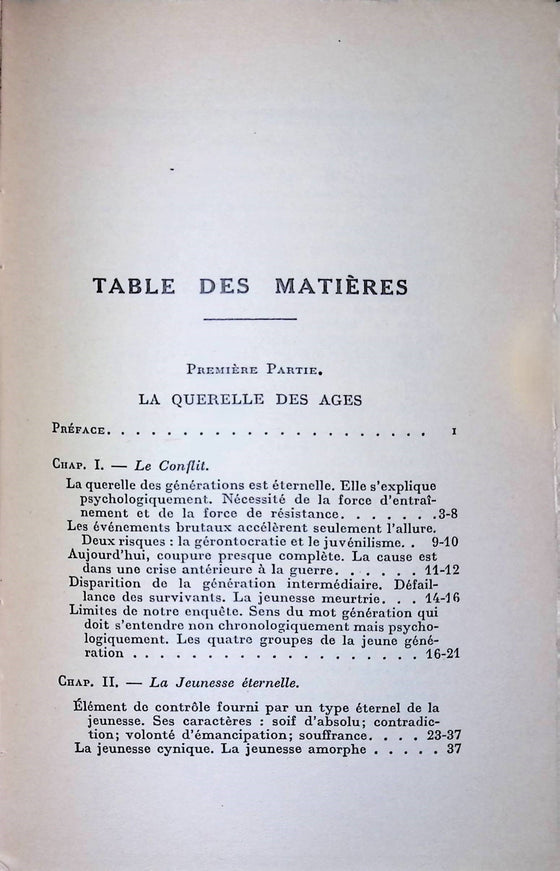 TABLE DES MATIÈRES
PREMIÈRE PARTIE.
LA QUERELLE DES AGES
PRÉFACE. . . . . . . . . . . . . . . . . . . . . . I
CHAP. I. — Le Conflit.
La querelle des générations est éternelle. Elle s'explique
psychologiquement. Nécessité de la force d'entraî-
nement et de la force de résistance. . . . . . . .3-8
Les événements brutaux accélèrent seulement l'allure.
Deux risques : la gérontocratie et le juvénilisme. . 9-10
Aujourd'hui, coupure presque complète. La cause est
dans une crise antérieure à la guerre. . . . . . 11-12
Disparition de la génération intermédiaire. Défail-
lance des survivants. La jeunesse meurtrie. . . 14-16
Limites de notre enquête. Sens du mot génération qui
doit s'entendre non chronologiquement mais psycho-
logiquement. Les quatre groupes de la jeune géné-
ration . . . . . . . . . . . . . . . . . . . 16-21
CHAP. II. — La Jeunesse éternelle.
Élément de contrôle fourni par un type éternel de la
jeunesse. Ses caractères : soif d'absolu; contradic-
tion; volonté d'émancipation; souffrance. . . . 23-37
La jeunesse cynique. La jeunesse amorphe . . . . . 37